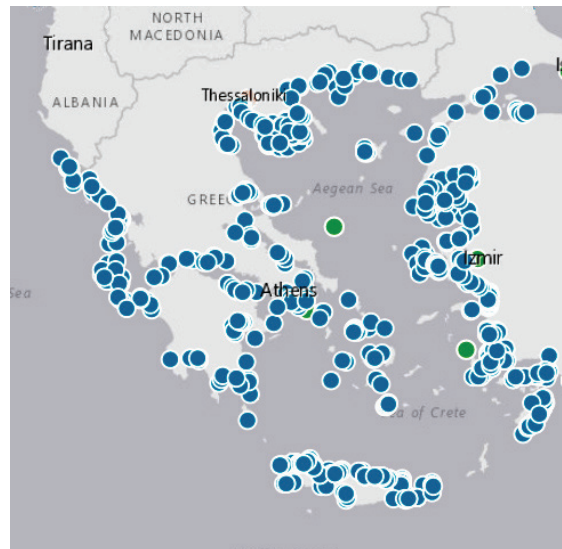 NORTH
MACEDONIA
Tirana
ALBANIA
Thessaloniki
Aegean Sea
GREE
Izmir
Athens
Sea
of Crete